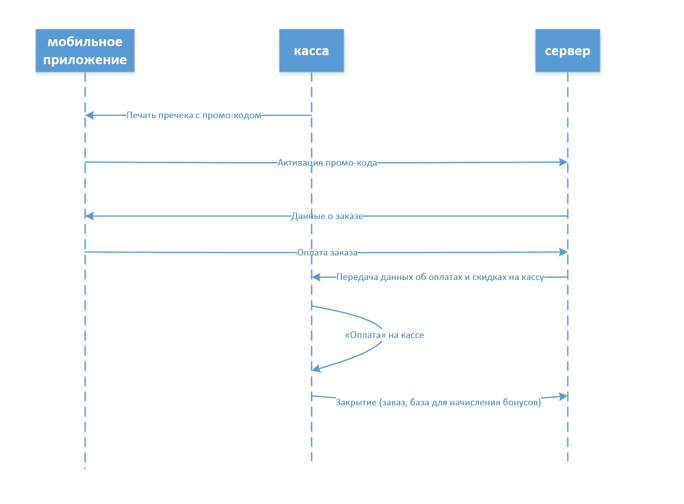 мобильное
приложение
касса
сервер
Печать пречека с промо-кодом
Активация промо-кода
Данные о заказе
Оплата заказа
Передача данных об оплатах и скидках на кассу
«Оплата» на кассе
Закрытие (заказ, база для начисления бонусов)